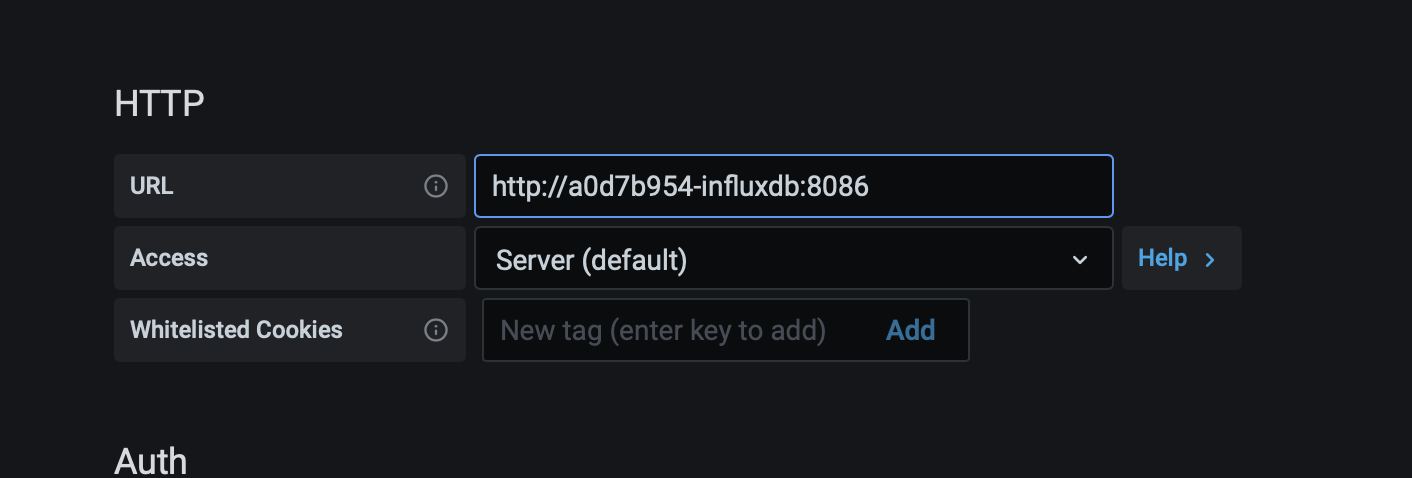 HTTP
URL http://a0d7b954-influxdb:8086
Access Server (default) Help
Whitelisted Cookies New tag (enter key to add) Add
Auth